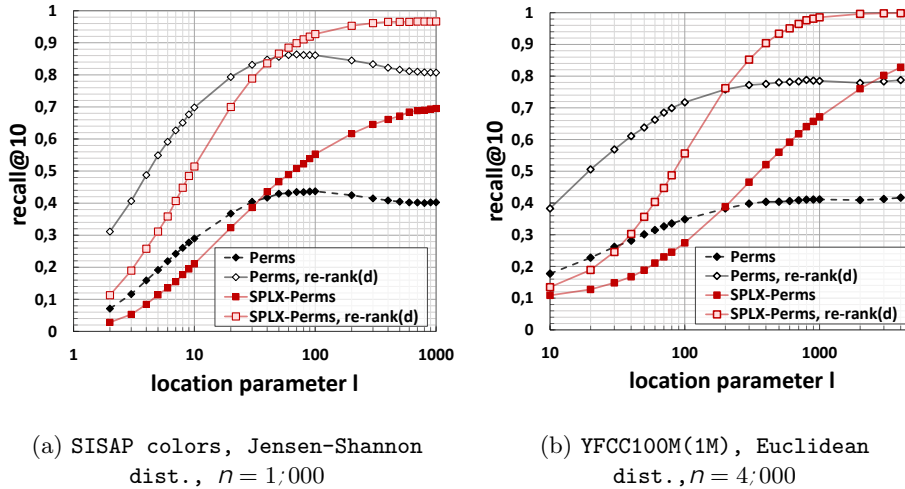 1
0,9
0,8
0,7
0,6
0,5
0,4
0,3
0,2
0,1
0
recall@10
Perms
Perms, re-rank(d)
SPLX-Perms
SPLX-Perms, re-rank(d)
1 10 100 1000
location parameter l
(a) SISAP colors, Jensen-Shannon
dist., n = 1;000
1
0,9
0,8
0,7
0,6
0,5
0,4
0,3
0,2
0,1
0
recall@10
Perms
Perms, re-rank(d)
SPLX-Perms
SPLX-Perms, re-rank(d)
10 100 1000
location parameter l
(b) YFCC100M(1M), Euclidean
dist.,n = 4;000